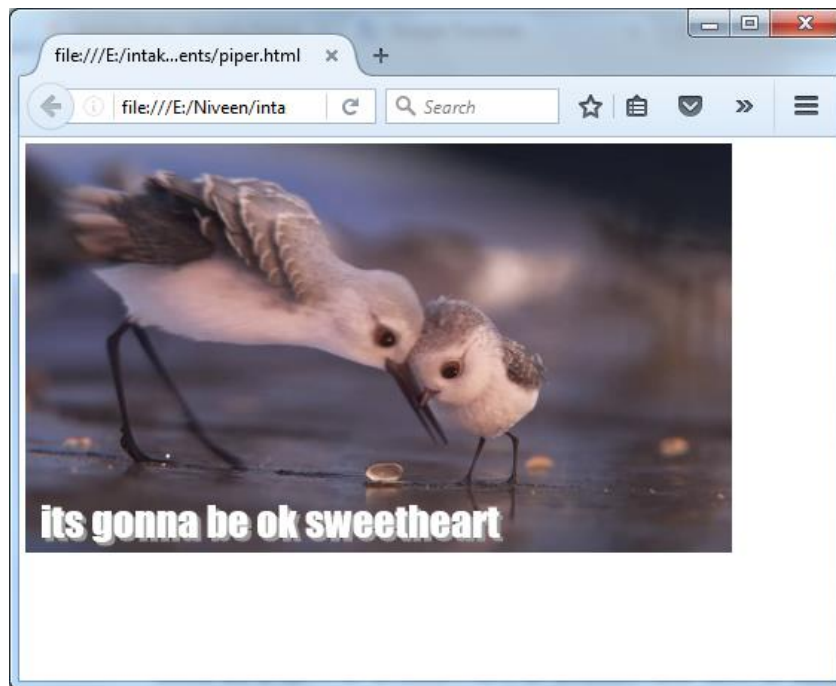 file:///E:/intak...ents/piper.html
file:///E:/Niveen/inta
Search
its gonna be ok sweetheart